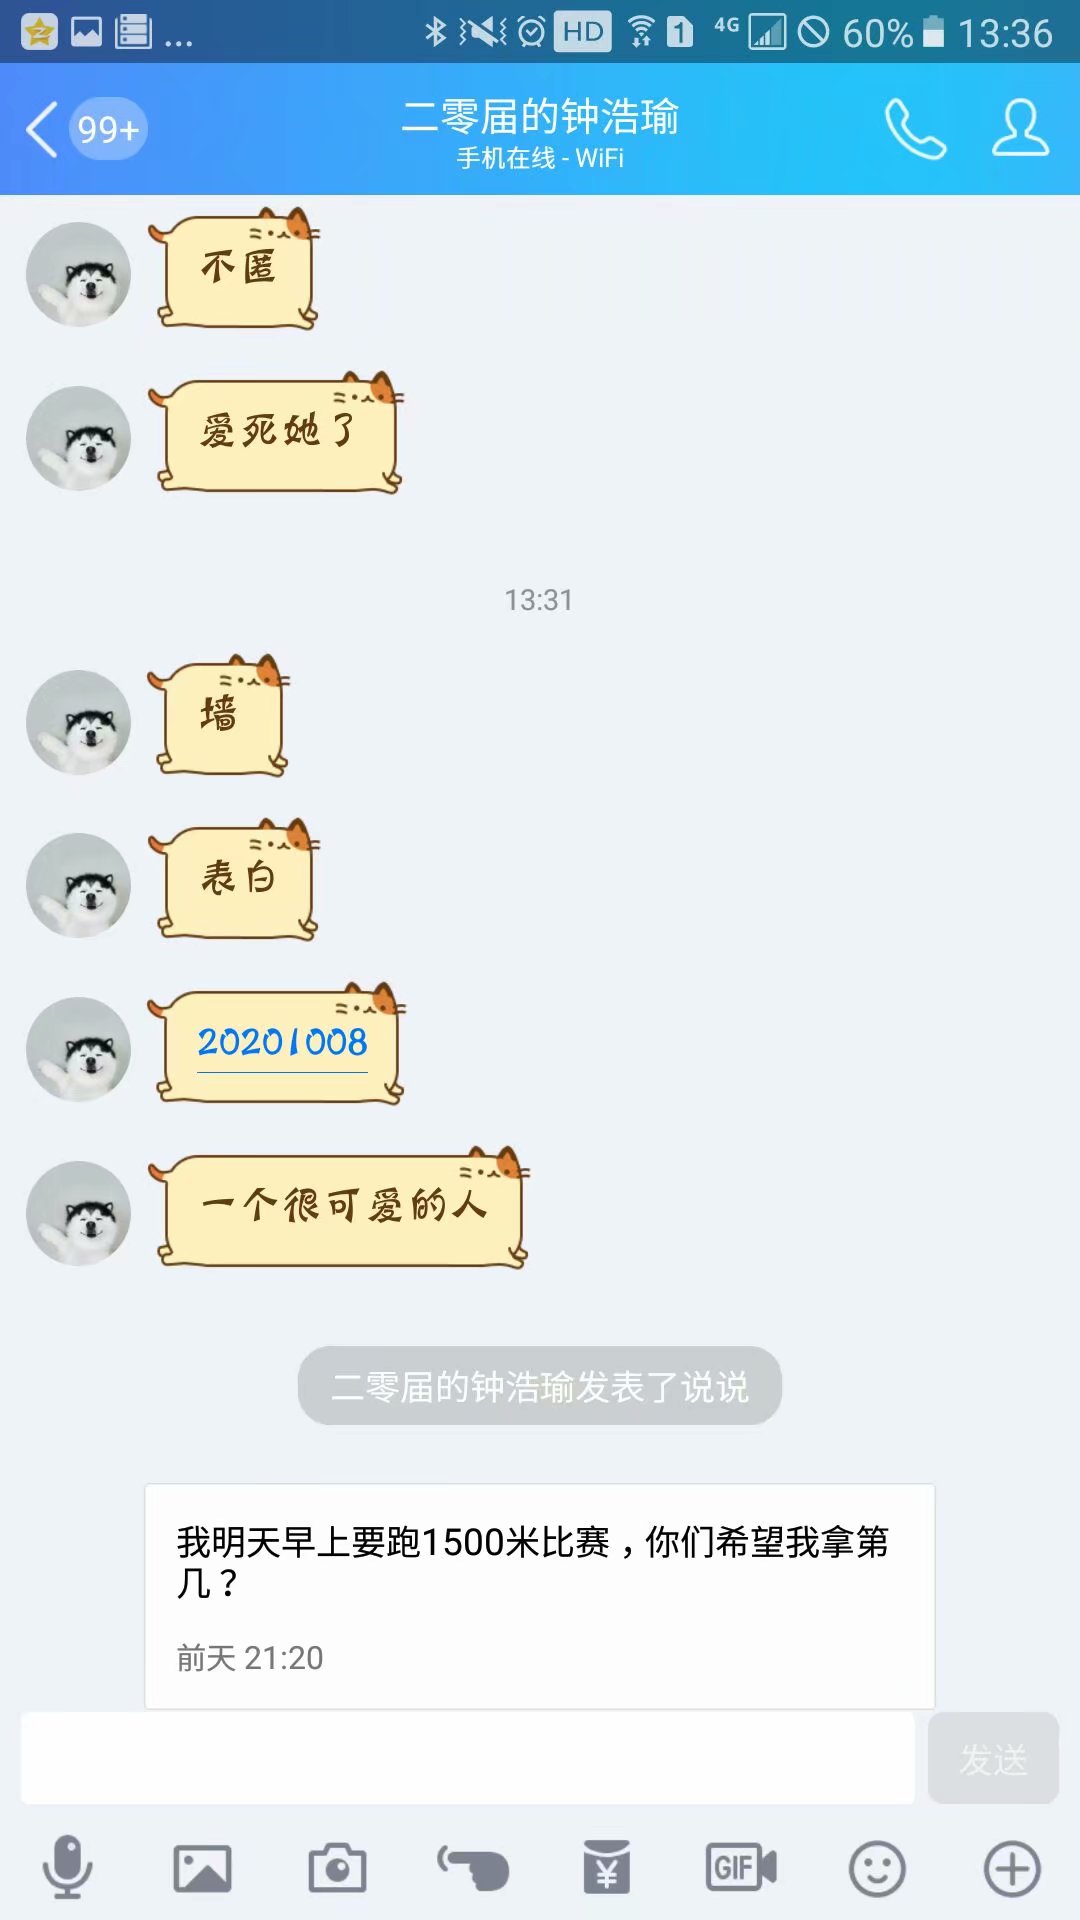 ... HD 1 4G 60% 13:36
99+
二零届的钟浩瑜
手机在线 - WiFi
不匿
爱死她了
13:31
墙
表白
20201008
一个很可爱的人
二零届的钟浩瑜发表了说说
我明天早上要跑1500米比赛，你们希望我拿第
几？
前天 21:20
发送
GIF